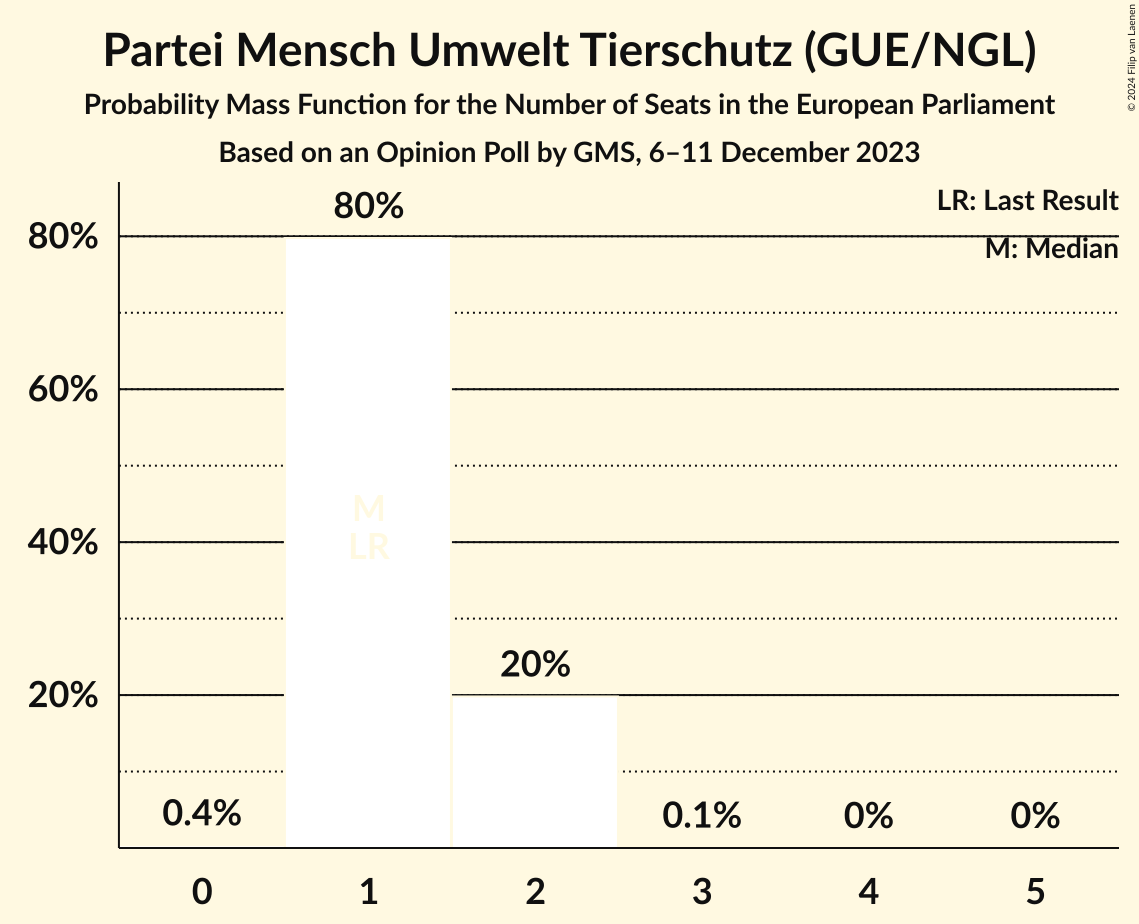 Partei Mensch Umwelt Tierschutz (GUE/NGL)
Probability Mass Function for the Number of Seats in the European Parliament
Based on an Opinion Poll by GMS, 6–11 December 2023
© 2024 Filip van Laenen
LR: Last Result
M: Median
80%
60%
40%
20%
0.4%
80%
M
LR
20%
0.1%
0%
0%
0 1 2 3 4 5